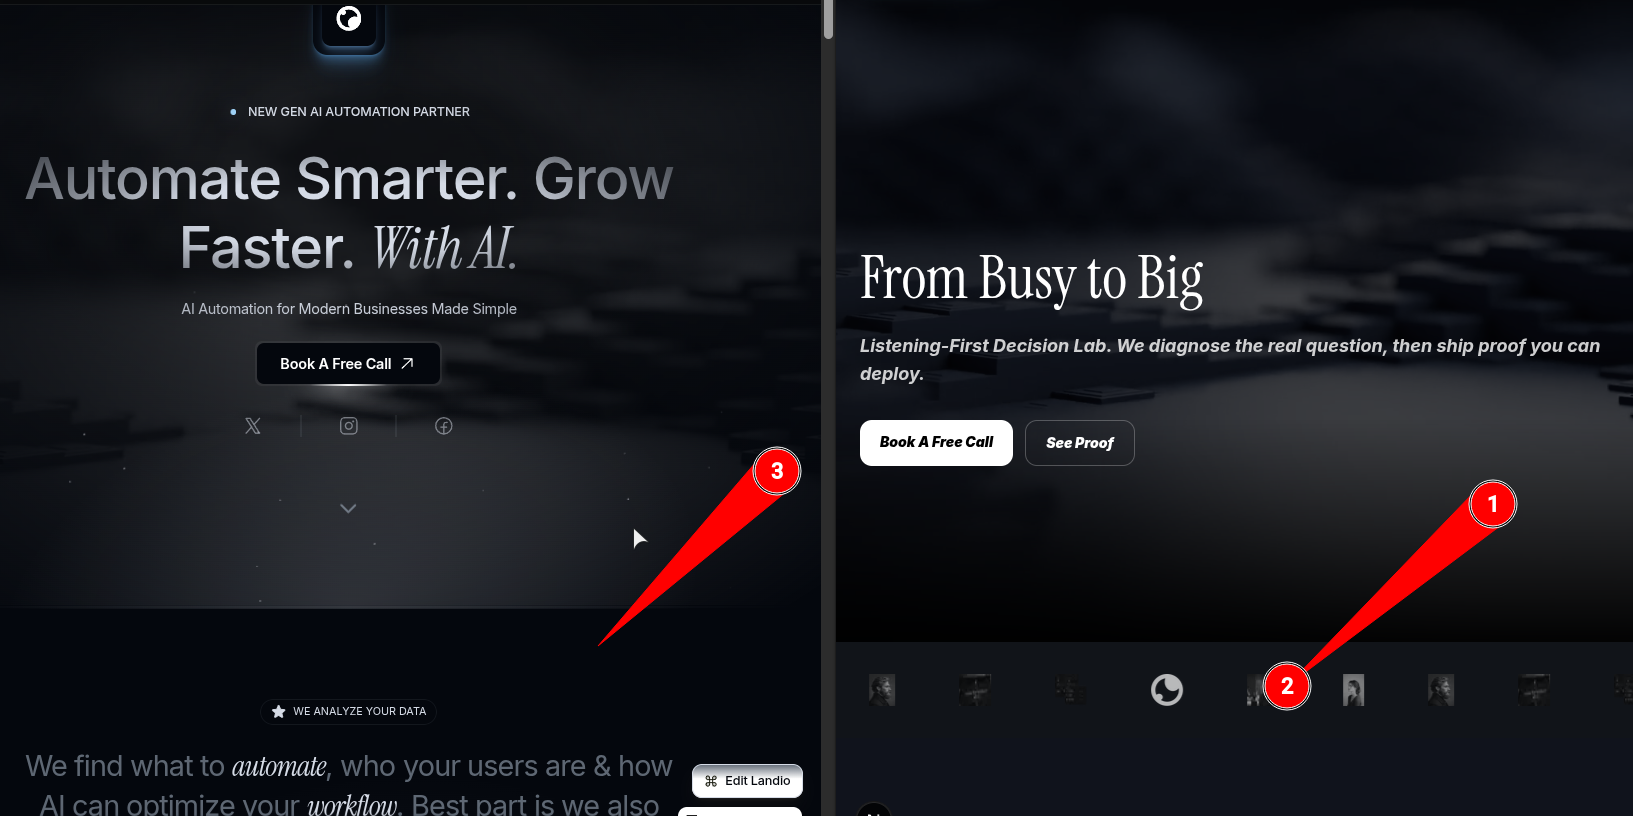 NEW GEN AI AUTOMATION PARTNER
Automate Smarter. Grow
Faster. With AI.
AI Automation for Modern Businesses Made Simple
Book A Free Call
3
WE ANALYZE YOUR DATA
We find what to automate, who your users are & how
AI can optimize your workflow. Best part is we also
Edit Landio
From Busy to Big
Listening-First Decision Lab. We diagnose the real question, then ship proof you can
deploy.
Book A Free Call
See Proof
1
2